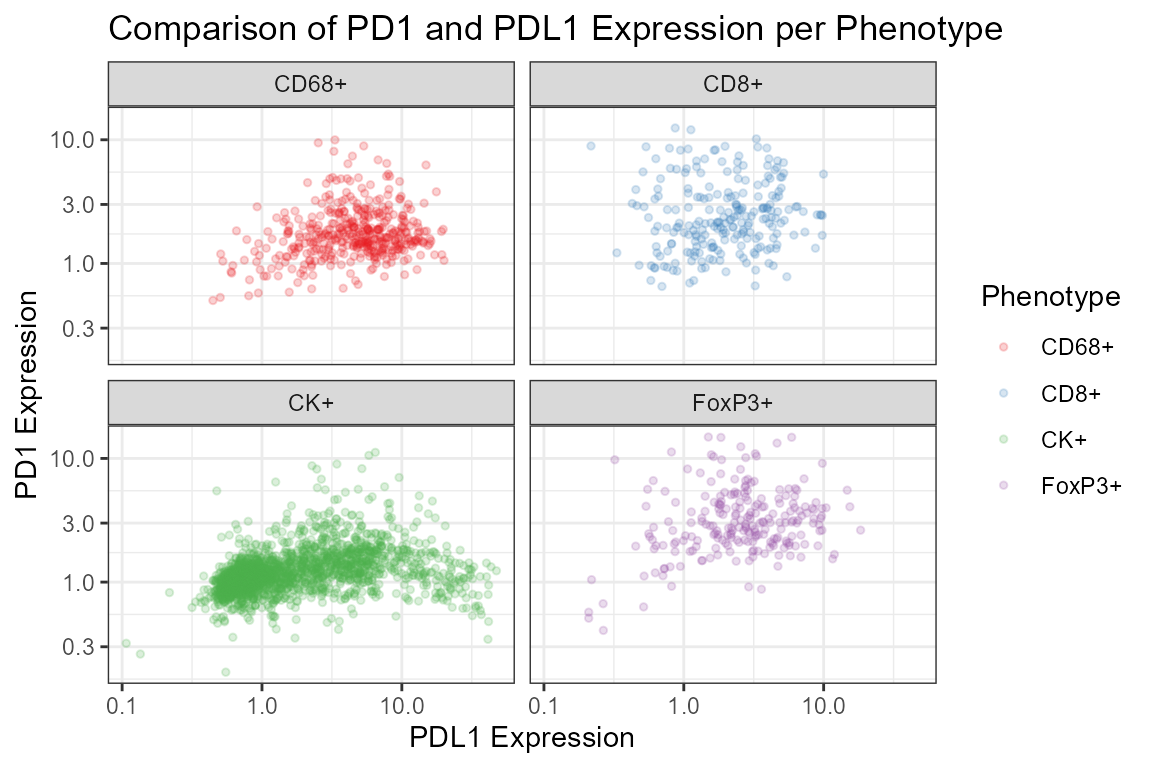 Comparison of PD1 and PDL1 Expression per Phenotype
CD68+
CD8+
10.0
3.0
1.0
0.3
CK+
FoxP3+
10.0
3.0
1.0
0.3
0.1
1.0
10.0
0.1
1.0
10.0
PDL1 Expression
PD1 Expression
Phenotype
CD68+
CD8+
CK+
FoxP3+